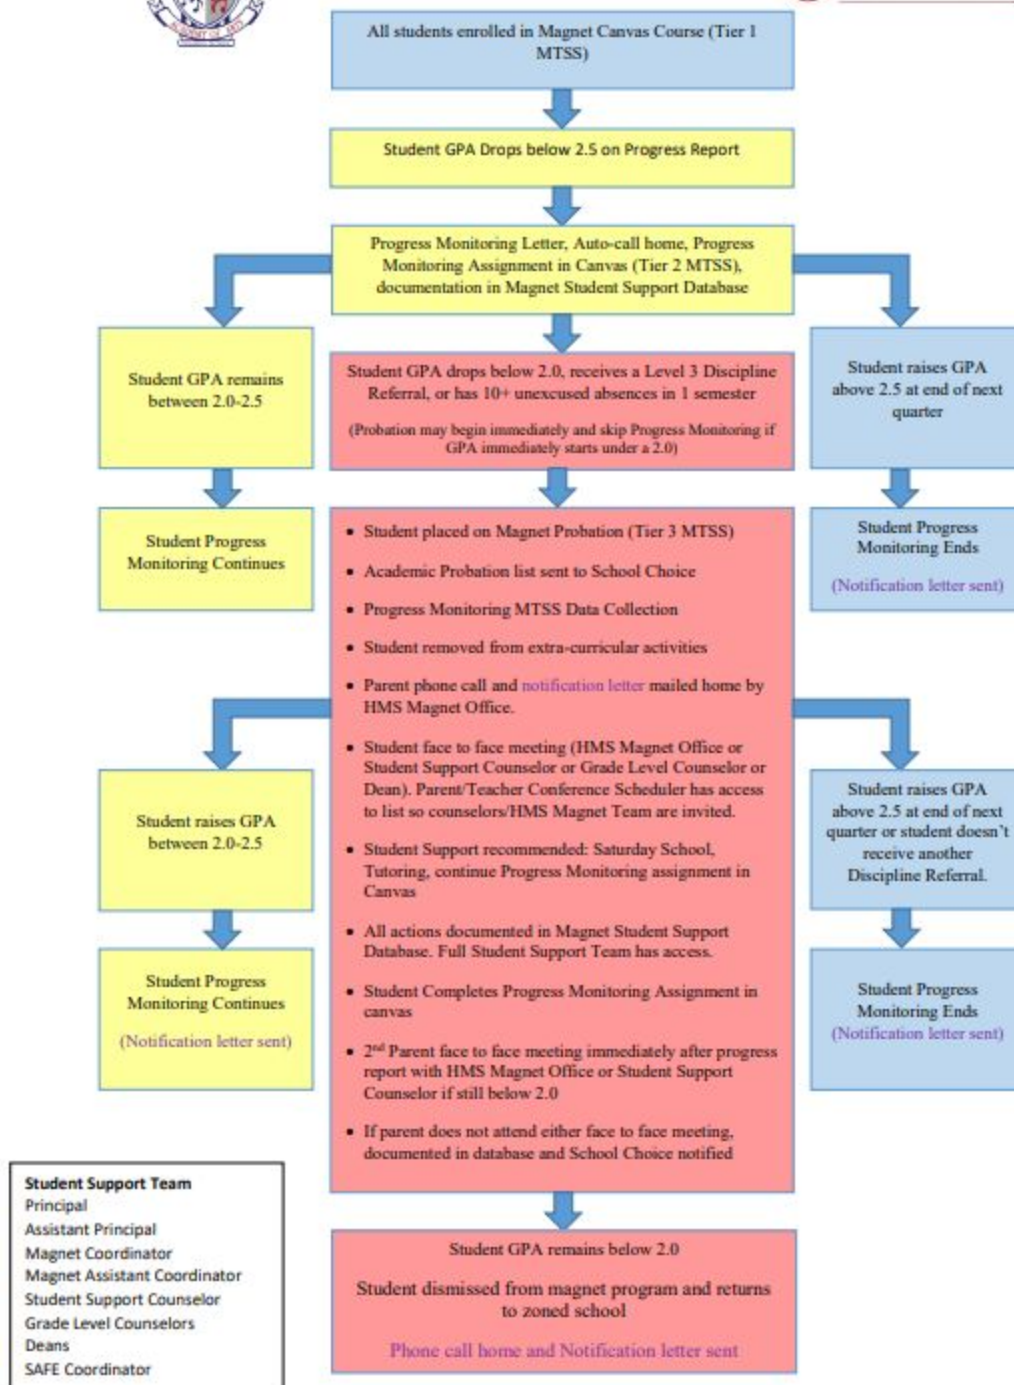 ACADEMY OF ARTS
All students enrolled in Magnet Canvas Course (Tier 1
MTSS)
Student GPA Drops below 2.5 on Progress Report
Progress Monitoring Letter, Auto-call home, Progress
Monitoring Assignment in Canvas (Tier 2 MTSS),
documentation in Magnet Student Support Database
Student GPA remains
between 2.0-2.5
Student GPA drops below 2.0, receives a Level 3 Discipline
Referral, or has 10+ unexcused absences in 1 semester
(Probation may begin immediately and skip Progress Monitoring if
GPA immediately starts under a 2.0)
Student raises GPA
above 2.5 at end of next
quarter
Student Progress
Monitoring Continues
Student Progress
Monitoring Ends
(Notification letter sent)
• Student placed on Magnet Probation (Tier 3 MTSS)
• Academic Probation list sent to School Choice
• Progress Monitoring MTSS Data Collection
• Student removed from extra-curricular activities
• Parent phone call and notification letter mailed home by
HMS Magnet Office.
• Student face to face meeting (HMS Magnet Office or
Student Support Counselor or Grade Level Counselor or
Dean). Parent/Teacher Conference Scheduler has access
to list so counselors/HMS Magnet Team are invited.
• Student Support recommended: Saturday School,
Tutoring, continue Progress Monitoring assignment in
Canvas
• All actions documented in Magnet Student Support
Database. Full Student Support Team has access.
• Student Completes Progress Monitoring Assignment in
canvas
• 2nd Parent face to face meeting immediately after progress
report with HMS Magnet Office or Student Support
Counselor if still below 2.0
• If parent does not attend either face to face meeting,
documented in database and School Choice notified
Student raises GPA
between 2.0-2.5
Student Progress
Monitoring Continues
(Notification letter sent)
Student raises GPA
above 2.5 at end of next
quarter or student doesn't
receive another
Discipline Referral.
Student Progress
Monitoring Ends
(Notification letter sent)
Student GPA remains below 2.0
Student dismissed from magnet program and returns
to zoned school
Phone call home and Notification letter sent
Student Support Team
Principal
Assistant Principal
Magnet Coordinator
Magnet Assistant Coordinator
Student Support Counselor
Grade Level Counselors
Deans
SAFE Coordinator